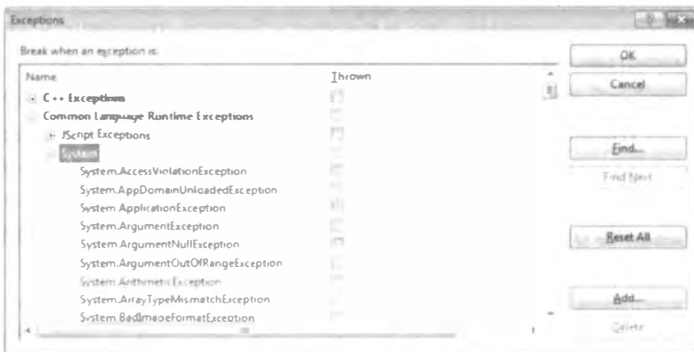 Exceptions
Break when an exception is:
Name Thrown
C++ Exceptions
Common Language Runtime Exceptions
JScript Exceptions
System
System.AccessViolationException
System.AppDomainUnloadedException
System.ApplicationException
System.ArgumentException
System.ArgumentNullException
System.ArgumentOutOfRangeException
System.ArithmeticException
System.ArrayTypeMismatchException
System.BadImageFormatException
OK
Cancel
Find...
Find Next
Reset All
Add...
Delete